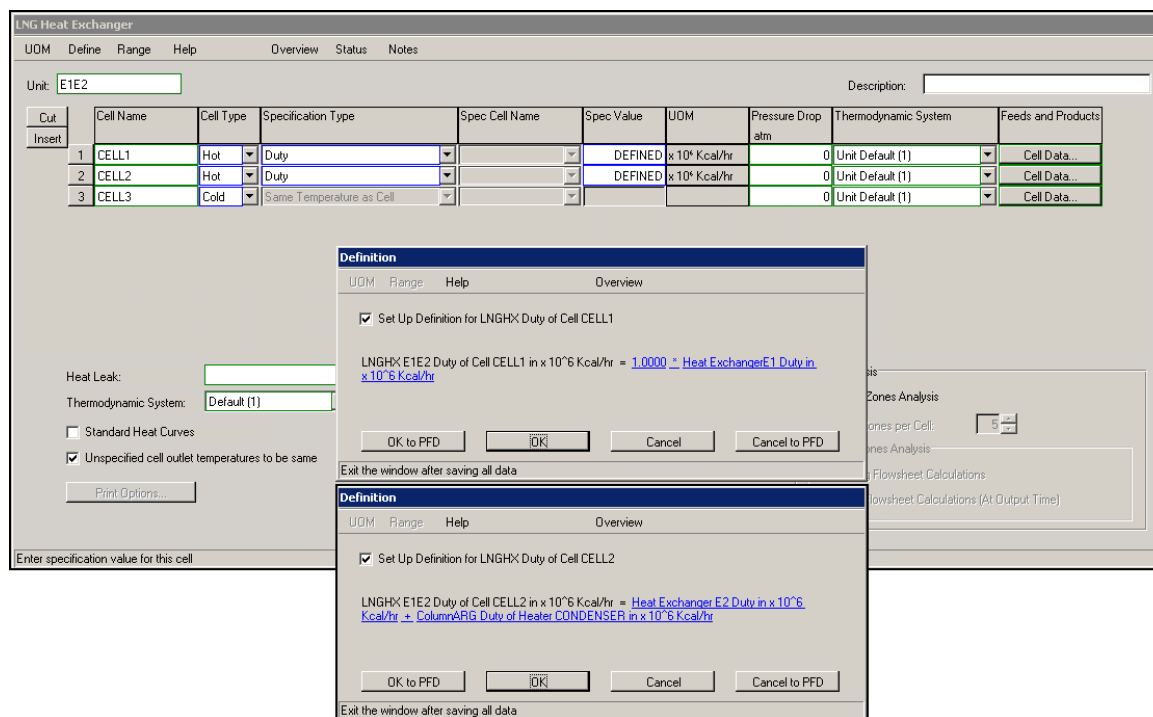 LNG Heat Exchanger
UOM Define Range Help Overview Status Notes
Unit: E1E2 Description:
Cut
Insert
Cell Name Cell Type Specification Type Spec Cell Name Spec Value UOM Pressure Drop atm Thermodynamic System Feeds and Products
1 CELL1 Hot Duty DEFINED x 10⁶ Kcal/hr 0 Unit Default (1) Cell Data...
2 CELL2 Hot Duty DEFINED x 10⁶ Kcal/hr 0 Unit Default (1) Cell Data...
3 CELL3 Cold Same Temperature as Cell 0 Unit Default (1) Cell Data...
Definition
UOM Range Help Overview
Set Up Definition for LNGHX Duty of Cell CELL1
LNGHX E1E2 Duty of Cell CELL1 in x 10^6 Kcal/hr = 1.0000 * Heat ExchangerE1 Duty in
x 10^6 Kcal/hr
OK to PFD OK Cancel Cancel to PFD
Exit the window after saving all data
Heat Leak:
Thermodynamic System: Default (1)
Standard Heat Curves
Unspecified cell outlet temperatures to be same
Print Options...
sis
Zones Analysis
ones per Cell: 5
ones Analysis
g Flowsheet Calculations
lowsheet Calculations (At Output Time)
Enter specification value for this cell
Definition
UOM Range Help Overview
Set Up Definition for LNGHX Duty of Cell CELL2
LNGHX E1E2 Duty of Cell CELL2 in x 10^6 Kcal/hr = Heat Exchanger E2 Duty in x 10^6
Kcal/hr + ColumnARG Duty of Heater CONDENSER in x 10^6 Kcal/hr
OK to PFD OK Cancel Cancel to PFD
Exit the window after saving all data